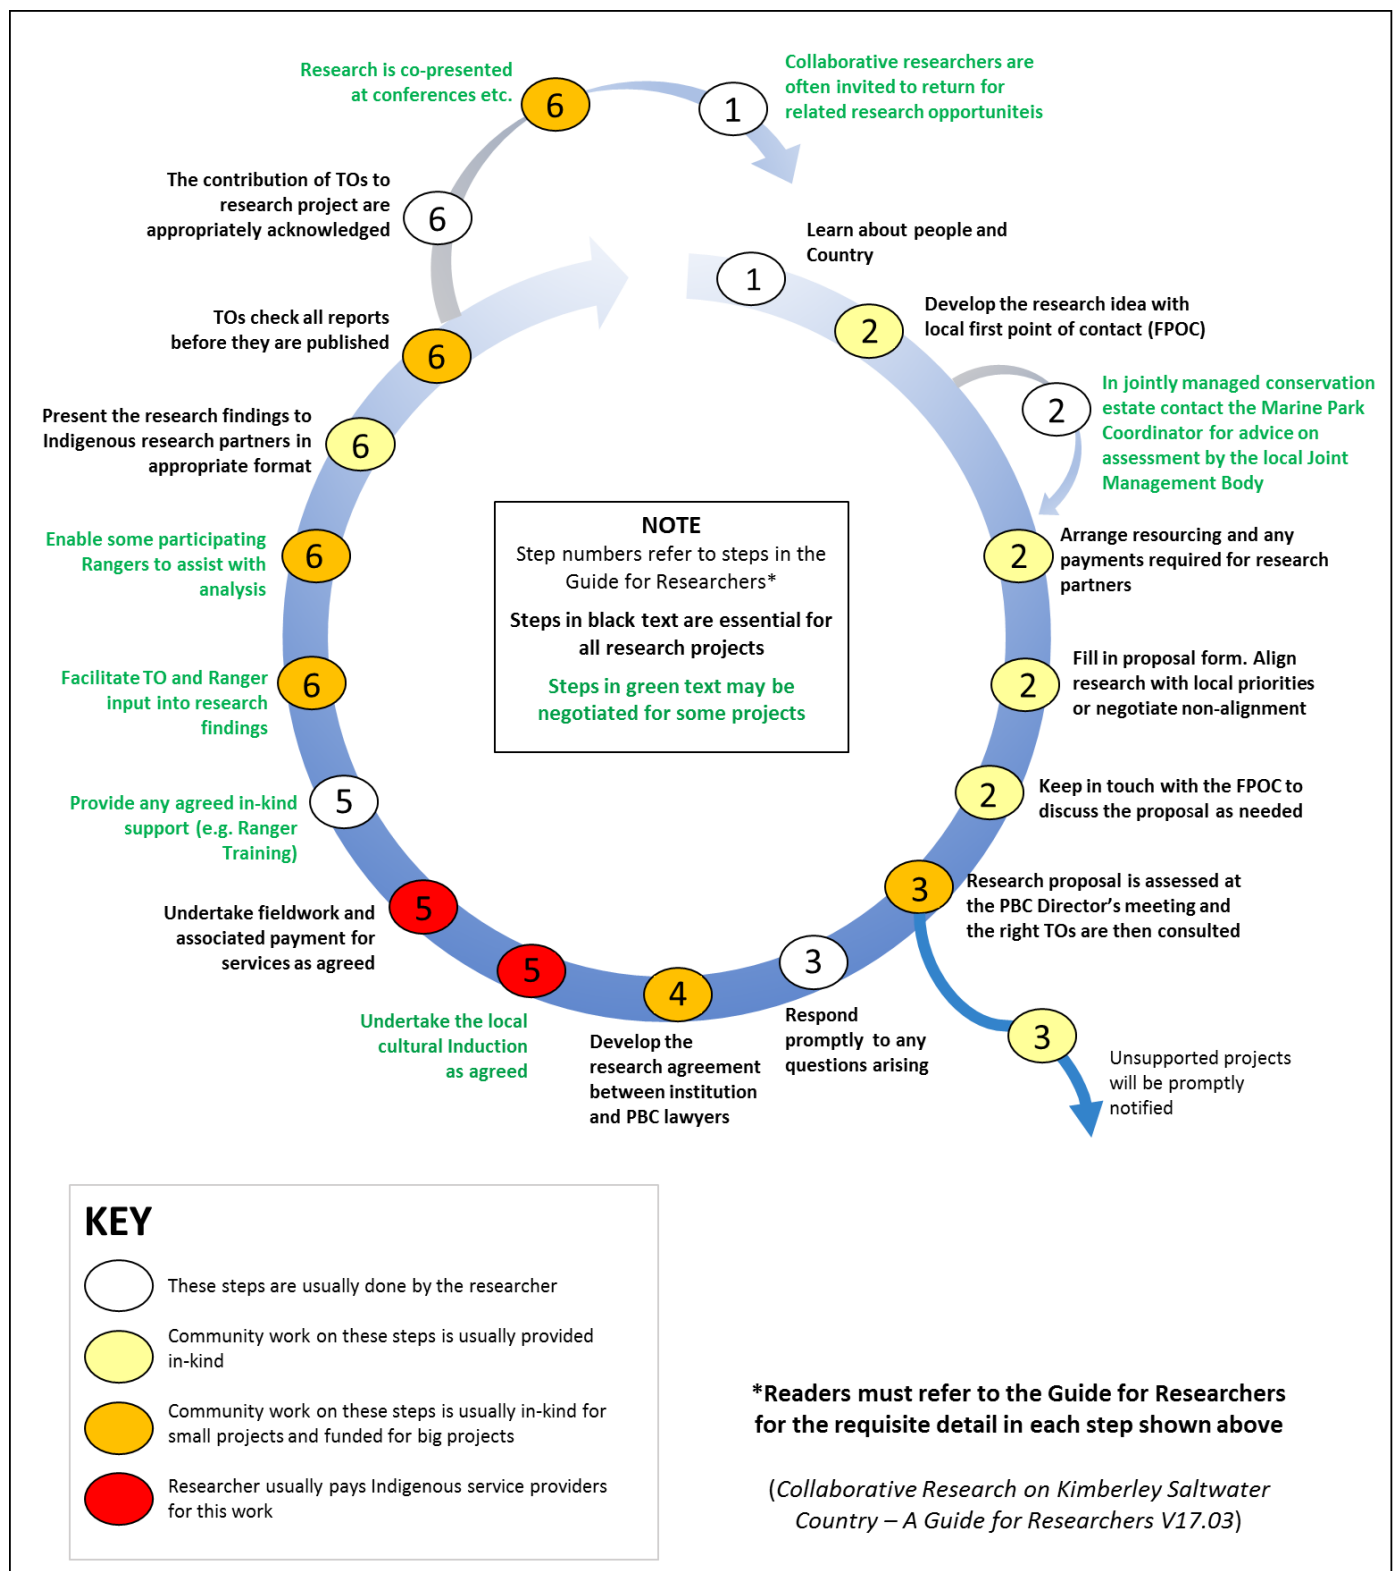 Research is co-presented
at conferences etc.
6
1
Collaborative researchers are
often invited to return for
related research opportuniteis
The contribution of TOs to
research project are
appropriately acknowledged
6
1
Learn about people and
Country
2
Develop the research idea with
local first point of contact (FPOC)
2
In jointly managed conservation
estate contact the Marine Park
Coordinator for advice on
assessment by the local Joint
Management Body
2
Arrange resourcing and any
payments required for research
partners
2
Fill in proposal form. Align
research with local priorities
or negotiate non-alignment
2
Keep in touch with the FPOC to
discuss the proposal as needed
3
Research proposal is assessed at
the PBC Director's meeting and
the right TOs are then consulted
3
Unsupported projects
will be promptly
notified
3
Respond
promptly to any
questions arising
4
Develop the
research agreement
between institution
and PBC lawyers
5
Undertake the local
cultural Induction
as agreed
5
Undertake fieldwork and
associated payment for
services as agreed
5
Provide any agreed in-kind
support (e.g. Ranger
Training)
6
Facilitate TO and Ranger
input into research
findings
6
Enable some participating
Rangers to assist with
analysis
6
Present the research findings to
Indigenous research partners in
appropriate format
6
TOs check all reports
before they are published
NOTE
Step numbers refer to steps in the
Guide for Researchers*
Steps in black text are essential for
all research projects
Steps in green text may be
negotiated for some projects
KEY
These steps are usually done by the researcher
Community work on these steps is usually provided
in-kind
Community work on these steps is usually in-kind for
small projects and funded for big projects
Researcher usually pays Indigenous service providers
for this work
*Readers must refer to the Guide for Researchers
for the requisite detail in each step shown above
(Collaborative Research on Kimberley Saltwater
Country – A Guide for Researchers V17.03)